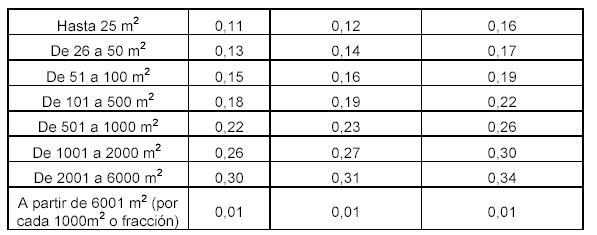 Hasta 25 m² 0,11 0,12 0,16
De 26 a 50 m² 0,13 0,14 0,17
De 51 a 100 m² 0,15 0,16 0,19
De 101 a 500 m² 0,18 0,19 0,22
De 501 a 1000 m² 0,22 0,23 0,26
De 1001 a 2000 m² 0,26 0,27 0,30
De 2001 a 6000 m² 0,30 0,31 0,34
A partir de 6001 m² (por
cada 1000m² o fracción) 0,01 0,01 0,01